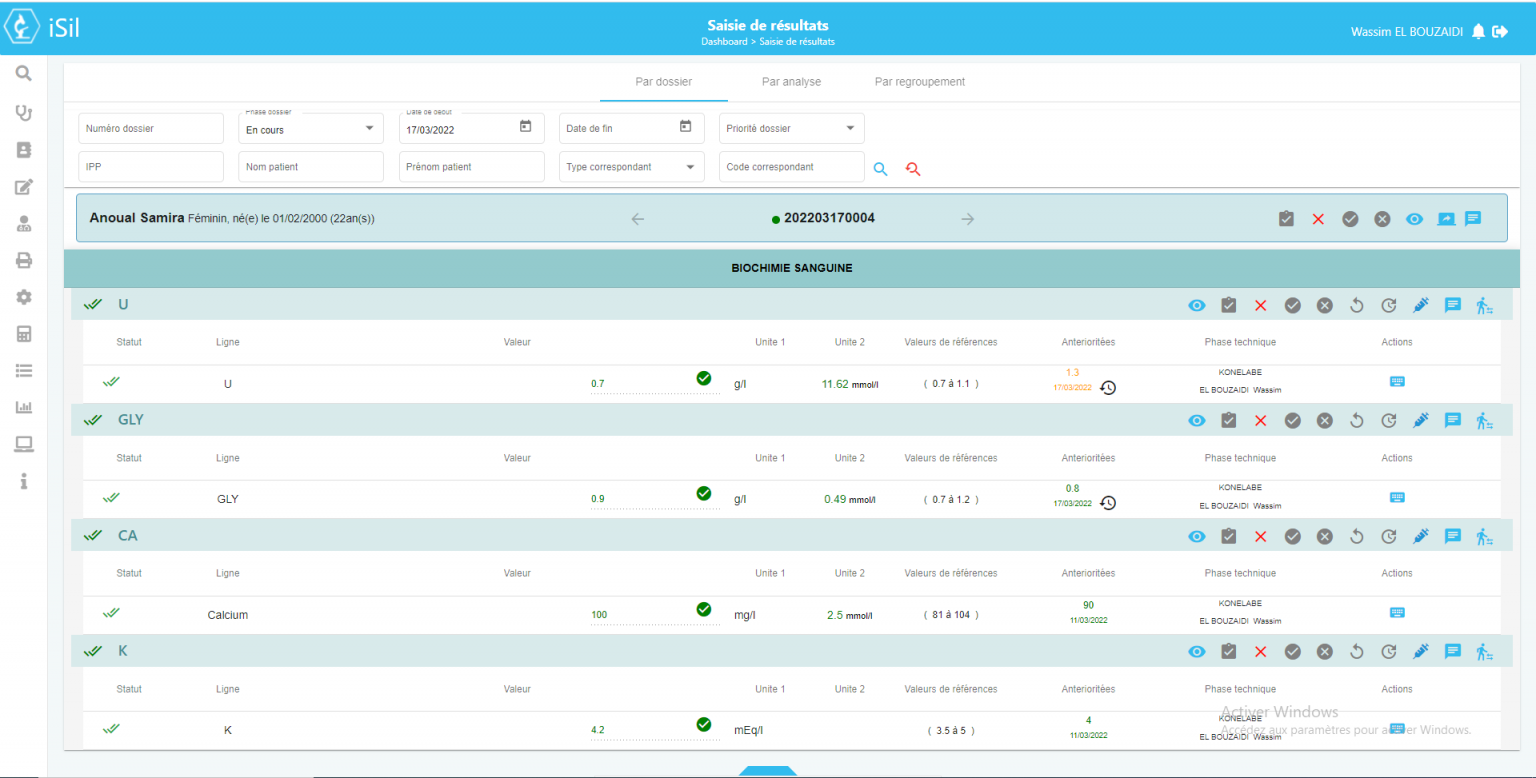 iSil
Saisie de résultats
Dashboard > Saisie de résultats
Wassim EL BOUZAIDI
Par dossier Par analyse Par regroupement
Phase dossier Date de début
Numéro dossier En cours 17/03/2022 Date de fin Priorité dossier
IPP Nom patient Prénom patient Type correspondant Code correspondant
Anoual Samira Féminin, né(e) le 01/02/2000 (22an(s)) 202203170004
BIOCHIMIE SANGUINE
U
Statut Ligne Valeur Unite 1 Unite 2 Valeurs de références Anterioritées Phase technique Actions
U 0.7 g/l 11.62 mmol/l ( 0.7 à 1.1 ) 1.3 KONELABE
17/03/2022 EL BOUZAIDI Wassim
GLY
Statut Ligne Valeur Unite 1 Unite 2 Valeurs de références Anterioritées Phase technique Actions
GLY 0.9 g/l 0.49 mmol/l ( 0.7 à 1.2 ) 0.8 KONELABE
17/03/2022 EL BOUZAIDI Wassim
CA
Statut Ligne Valeur Unite 1 Unite 2 Valeurs de références Anterioritées Phase technique Actions
Calcium 100 mg/l 2.5 mmol/l ( 81 à 104 ) 90 KONELABE
11/03/2022 EL BOUZAIDI Wassim
K
Statut Ligne Valeur Unite 1 Unite 2 Valeurs de références Anterioritées Phase technique Actions
K 4.2 mEq/l ( 3.5 à 5 ) 4 KONELABE
11/03/2022 EL BOUZAIDI Wassim
Activer Windows
Accédez aux paramètres pour activer Windows.